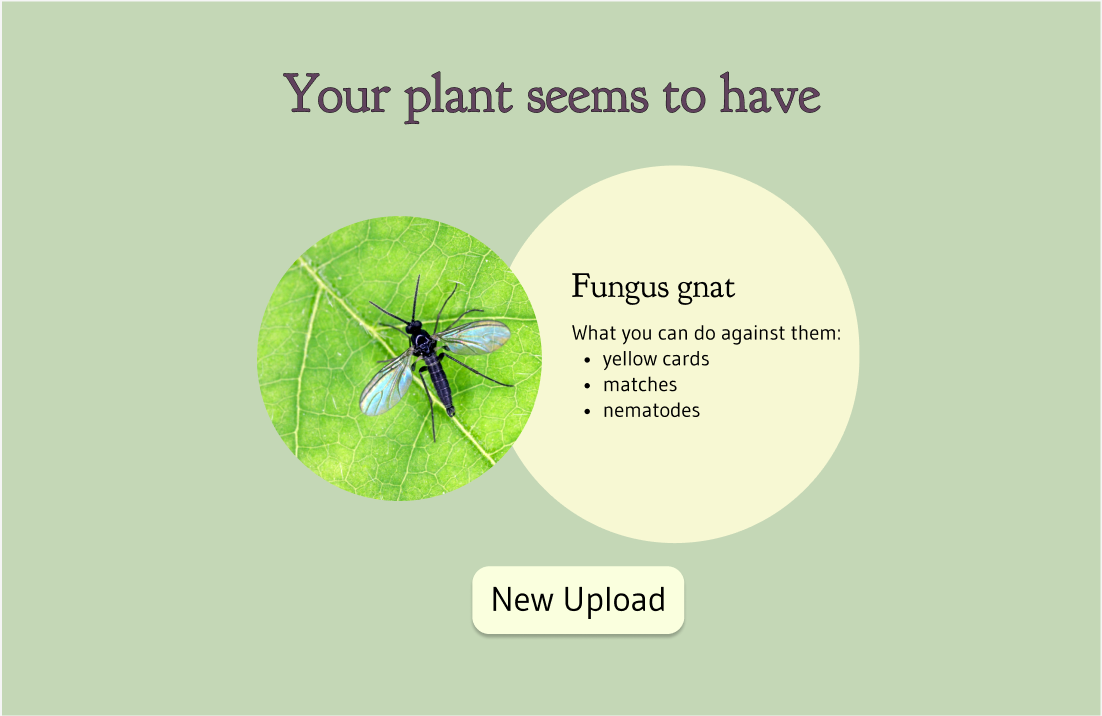 Your plant seems to have
Fungus gnat
What you can do against them:
• yellow cards
• matches
• nematodes
New Upload